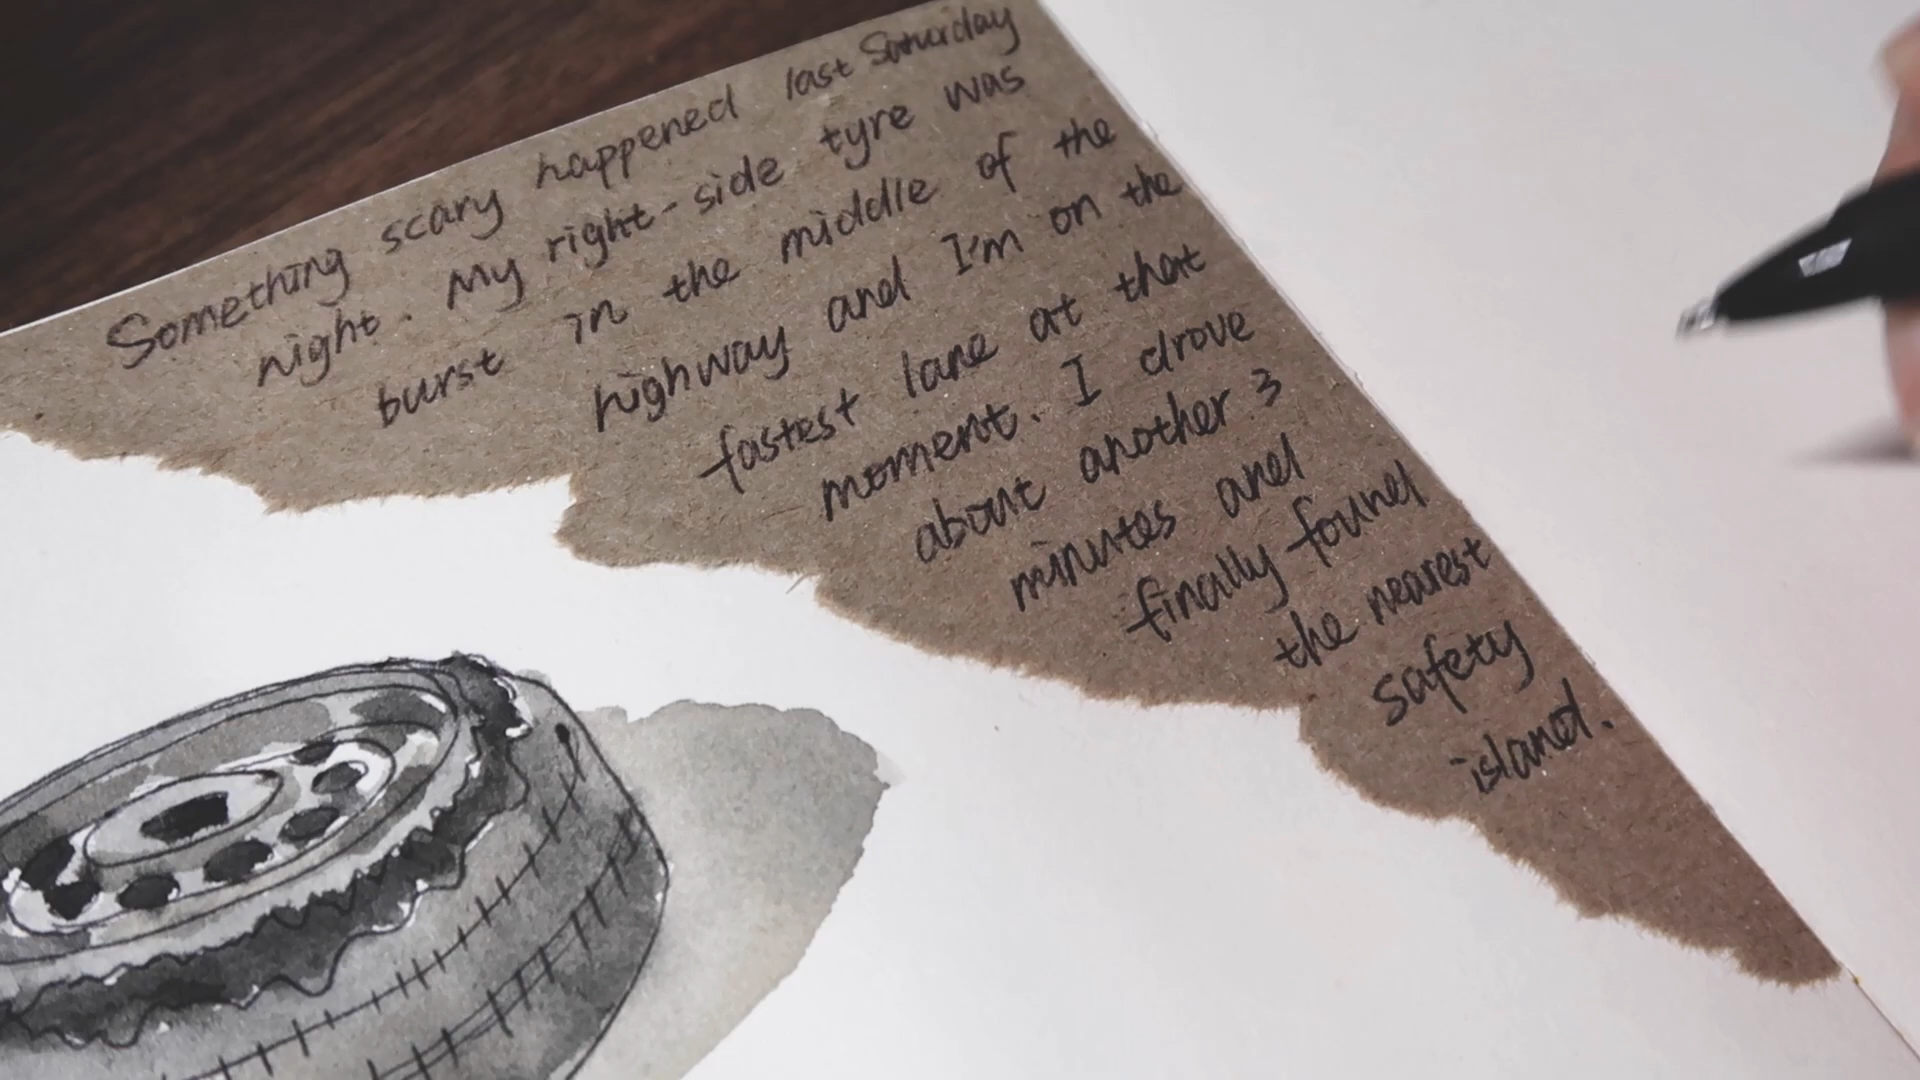 Something scary happened last Saturday
night. My right-side tyre was
burst in the middle of the
highway and I'm on the
fastest lane at that
moment. I drove
about another 3
minutes and
finally found
the nearest
safety
island.